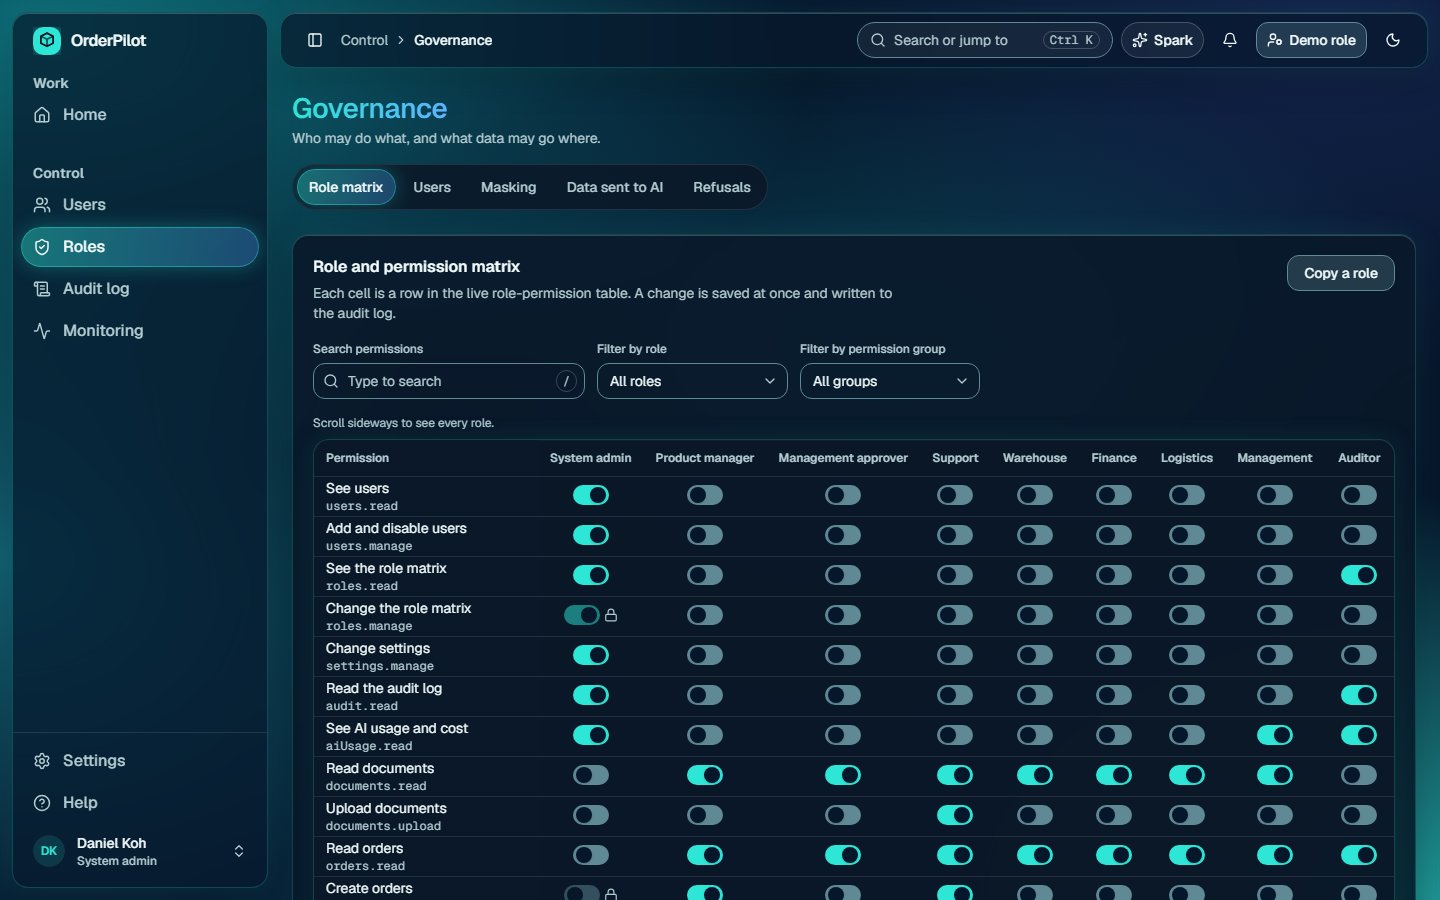 OrderPilot
Work
Home
Control
Users
Roles
Audit log
Monitoring
Settings
Help
DK
Daniel Koh
System admin
Control > Governance
Search or jump to
Ctrl K
Spark
Demo role
Governance
Who may do what, and what data may go where.
Role matrix
Users
Masking
Data sent to AI
Refusals
Role and permission matrix
Each cell is a row in the live role-permission table. A change is saved at once and written to
the audit log.
Copy a role
Search permissions
Filter by role
Filter by permission group
Type to search
/
All roles
All groups
Scroll sideways to see every role.
Permission System admin Product manager Management approver Support Warehouse Finance Logistics Management Auditor
See users
users.read
Add and disable users
users.manage
See the role matrix
roles.read
Change the role matrix
roles.manage
Change settings
settings.manage
Read the audit log
audit.read
See AI usage and cost
aiUsage.read
Read documents
documents.read
Upload documents
documents.upload
Read orders
orders.read
Create orders